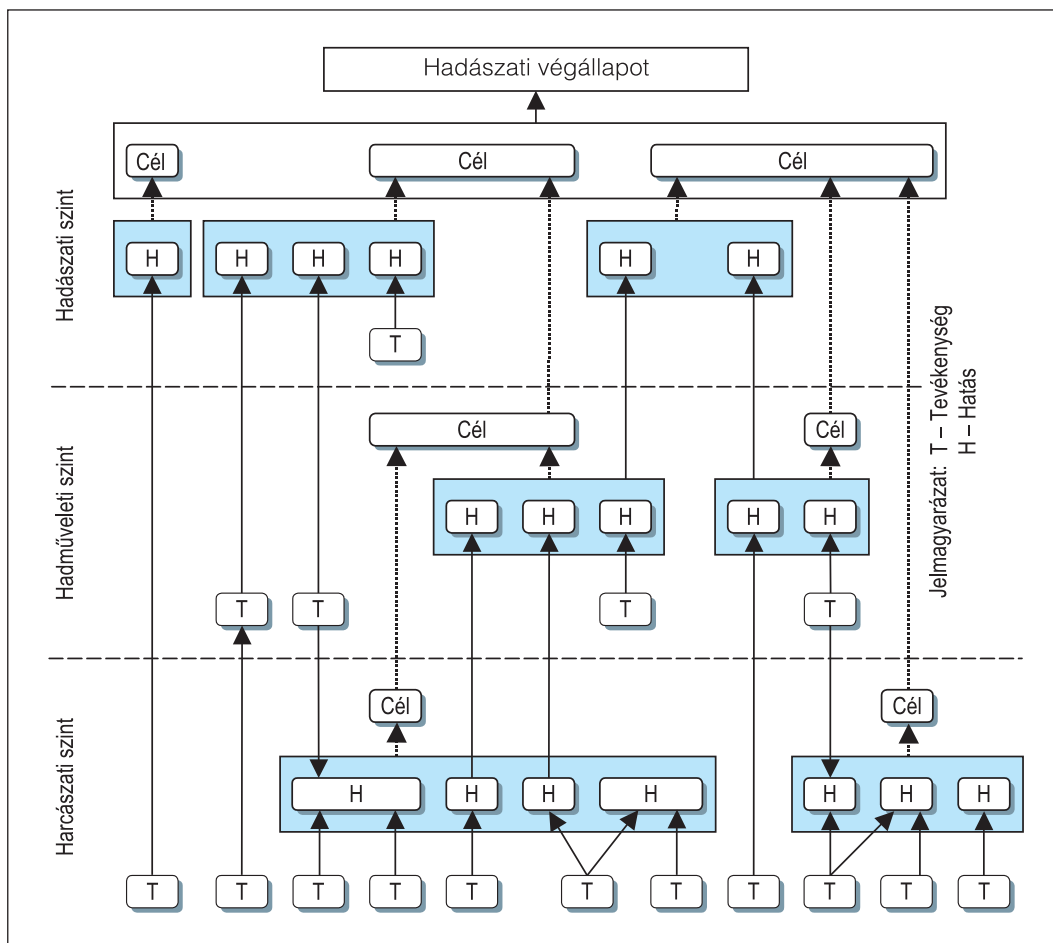 Hadászati végállapot
Cél Cél Cél
Hadászati szint
H H H H H H
T
Cél Cél
Hadműveleti szint
H H H H H
T T T T
Jelmagyarázat: T – Tevékenység
H – Hatás
Cél Cél
Harcászati szint
H H H H H H H
T T T T T T T T T T T